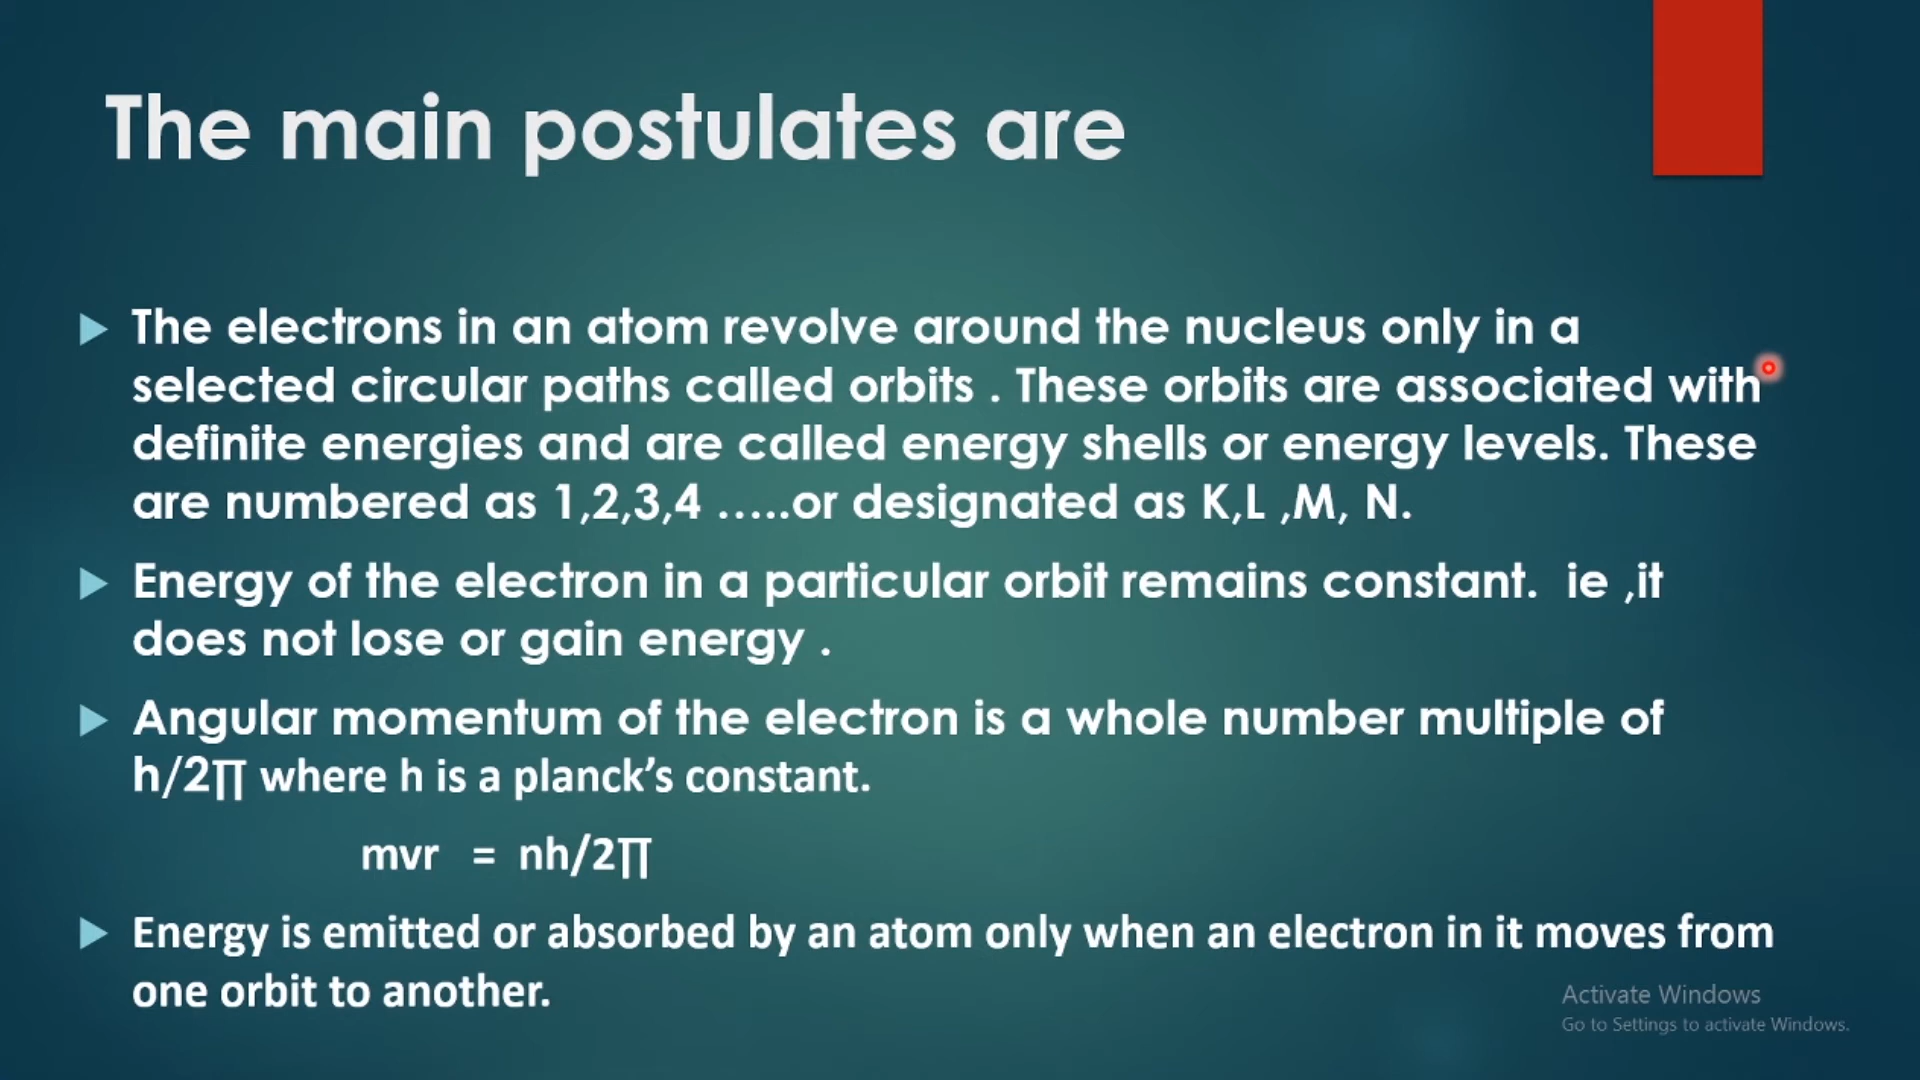 The main postulates are
The electrons in an atom revolve around the nucleus only in a
selected circular paths called orbits . These orbits are associated with
definite energies and are called energy shells or energy levels. These
are numbered as 1,2,3,4 .....or designated as K,L ,M, N.
Energy of the electron in a particular orbit remains constant.  ie ,it
does not lose or gain energy .
Angular momentum of the electron is a whole number multiple of
h/2∏ where h is a planck’s constant.
mvr  =  nh/2∏
Energy is emitted or absorbed by an atom only when an electron in it moves from
one orbit to another.
Activate Windows
Go to Settings to activate Windows.